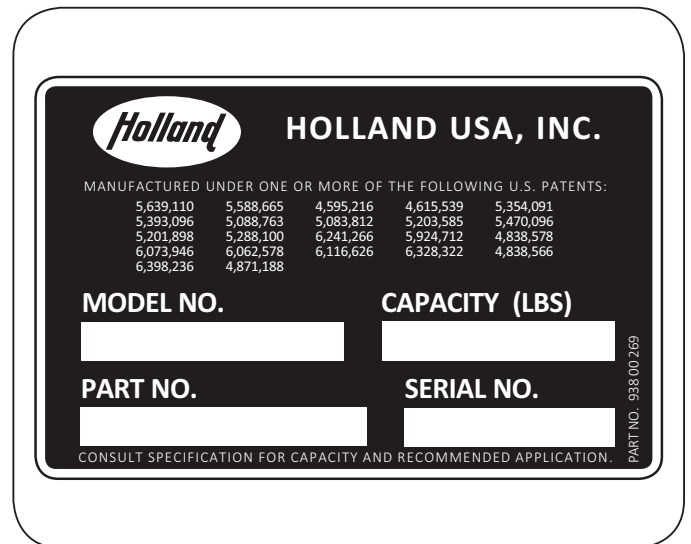 Holland
HOLLAND USA, INC.
MANUFACTURED UNDER ONE OR MORE OF THE FOLLOWING U.S. PATENTS:
5,639,110 5,588,665 4,595,216 4,615,539 5,354,091
5,393,096 5,088,763 5,083,812 5,203,585 5,470,096
5,201,898 5,288,100 6,241,266 5,924,712 4,838,578
6,073,946 6,062,578 6,116,626 6,328,322 4,838,566
6,398,236 4,871,188
MODEL NO. CAPACITY (LBS)
PART NO. SERIAL NO.
CONSULT SPECIFICATION FOR CAPACITY AND RECOMMENDED APPLICATION.
PART NO. 938 00 269